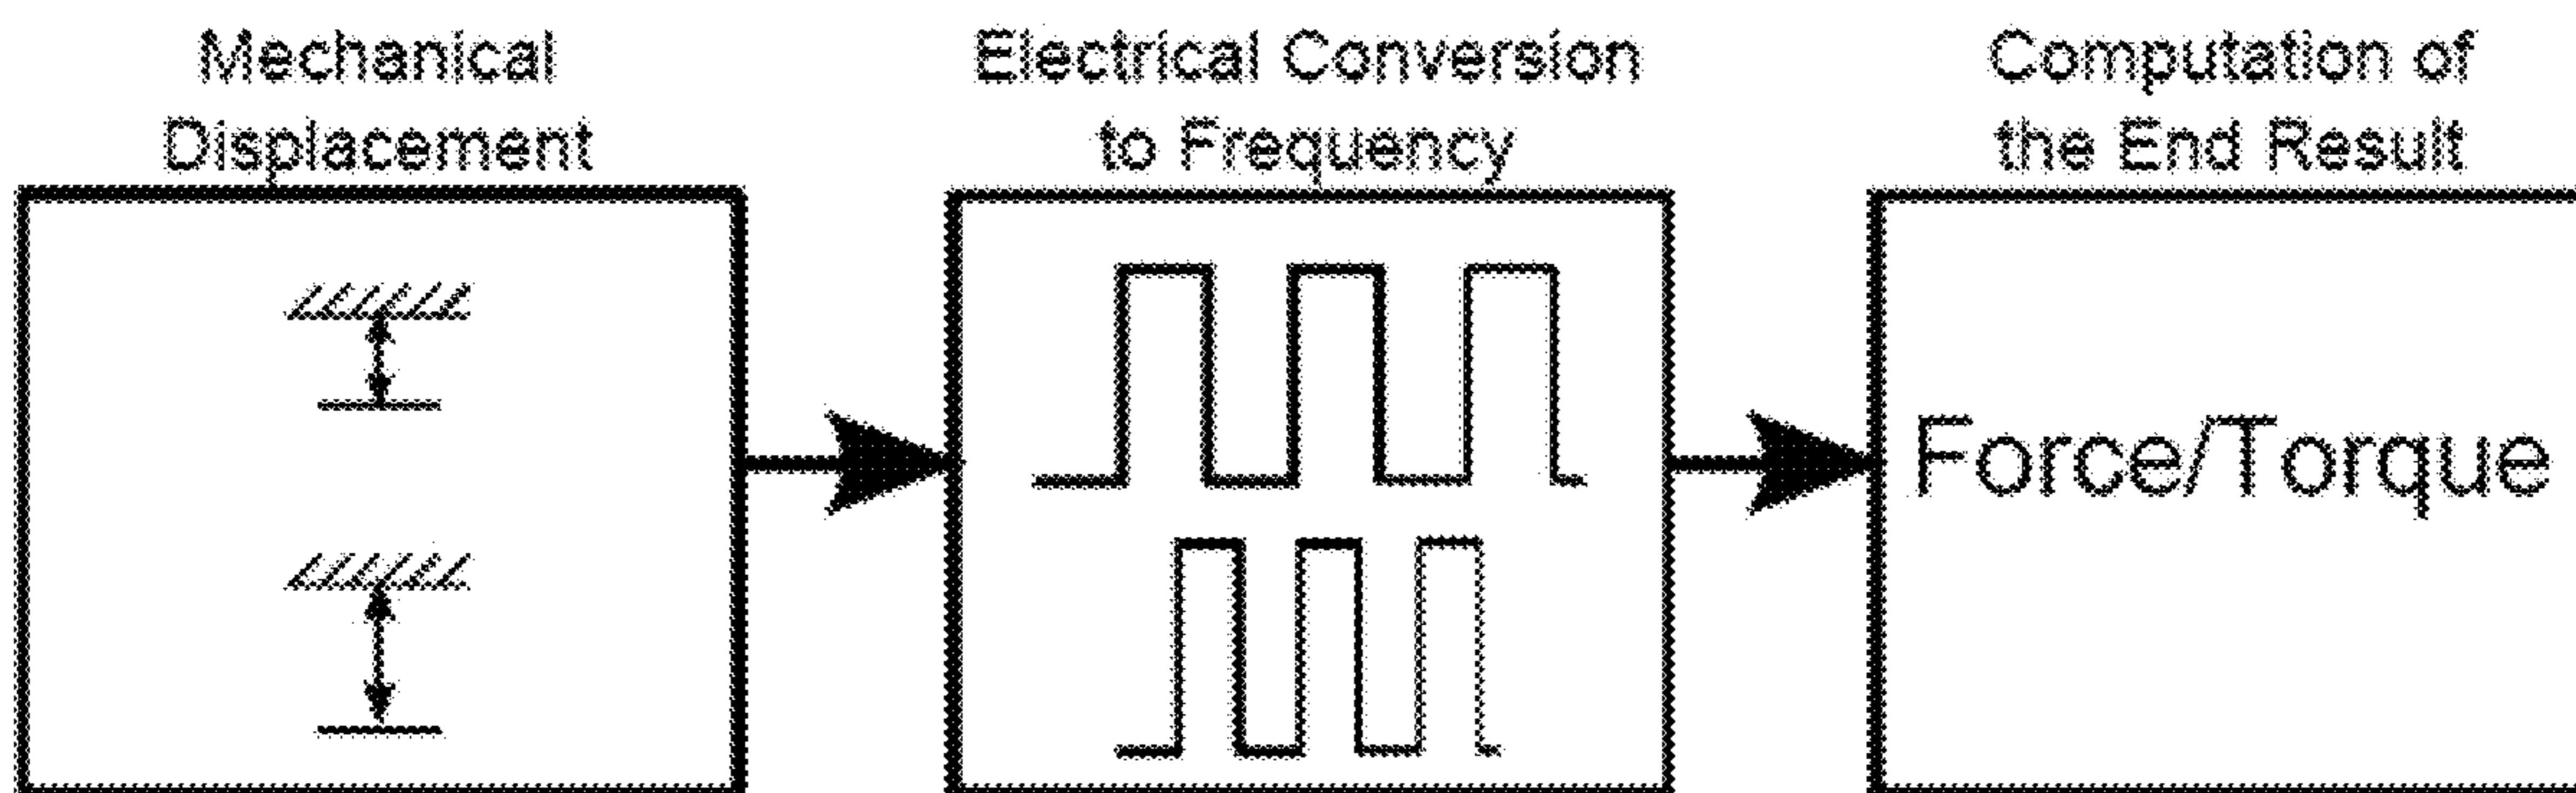 Mechanical
Displacement
Electrical Conversion
to Frequency
Computation of
the End Result
Force/Torque